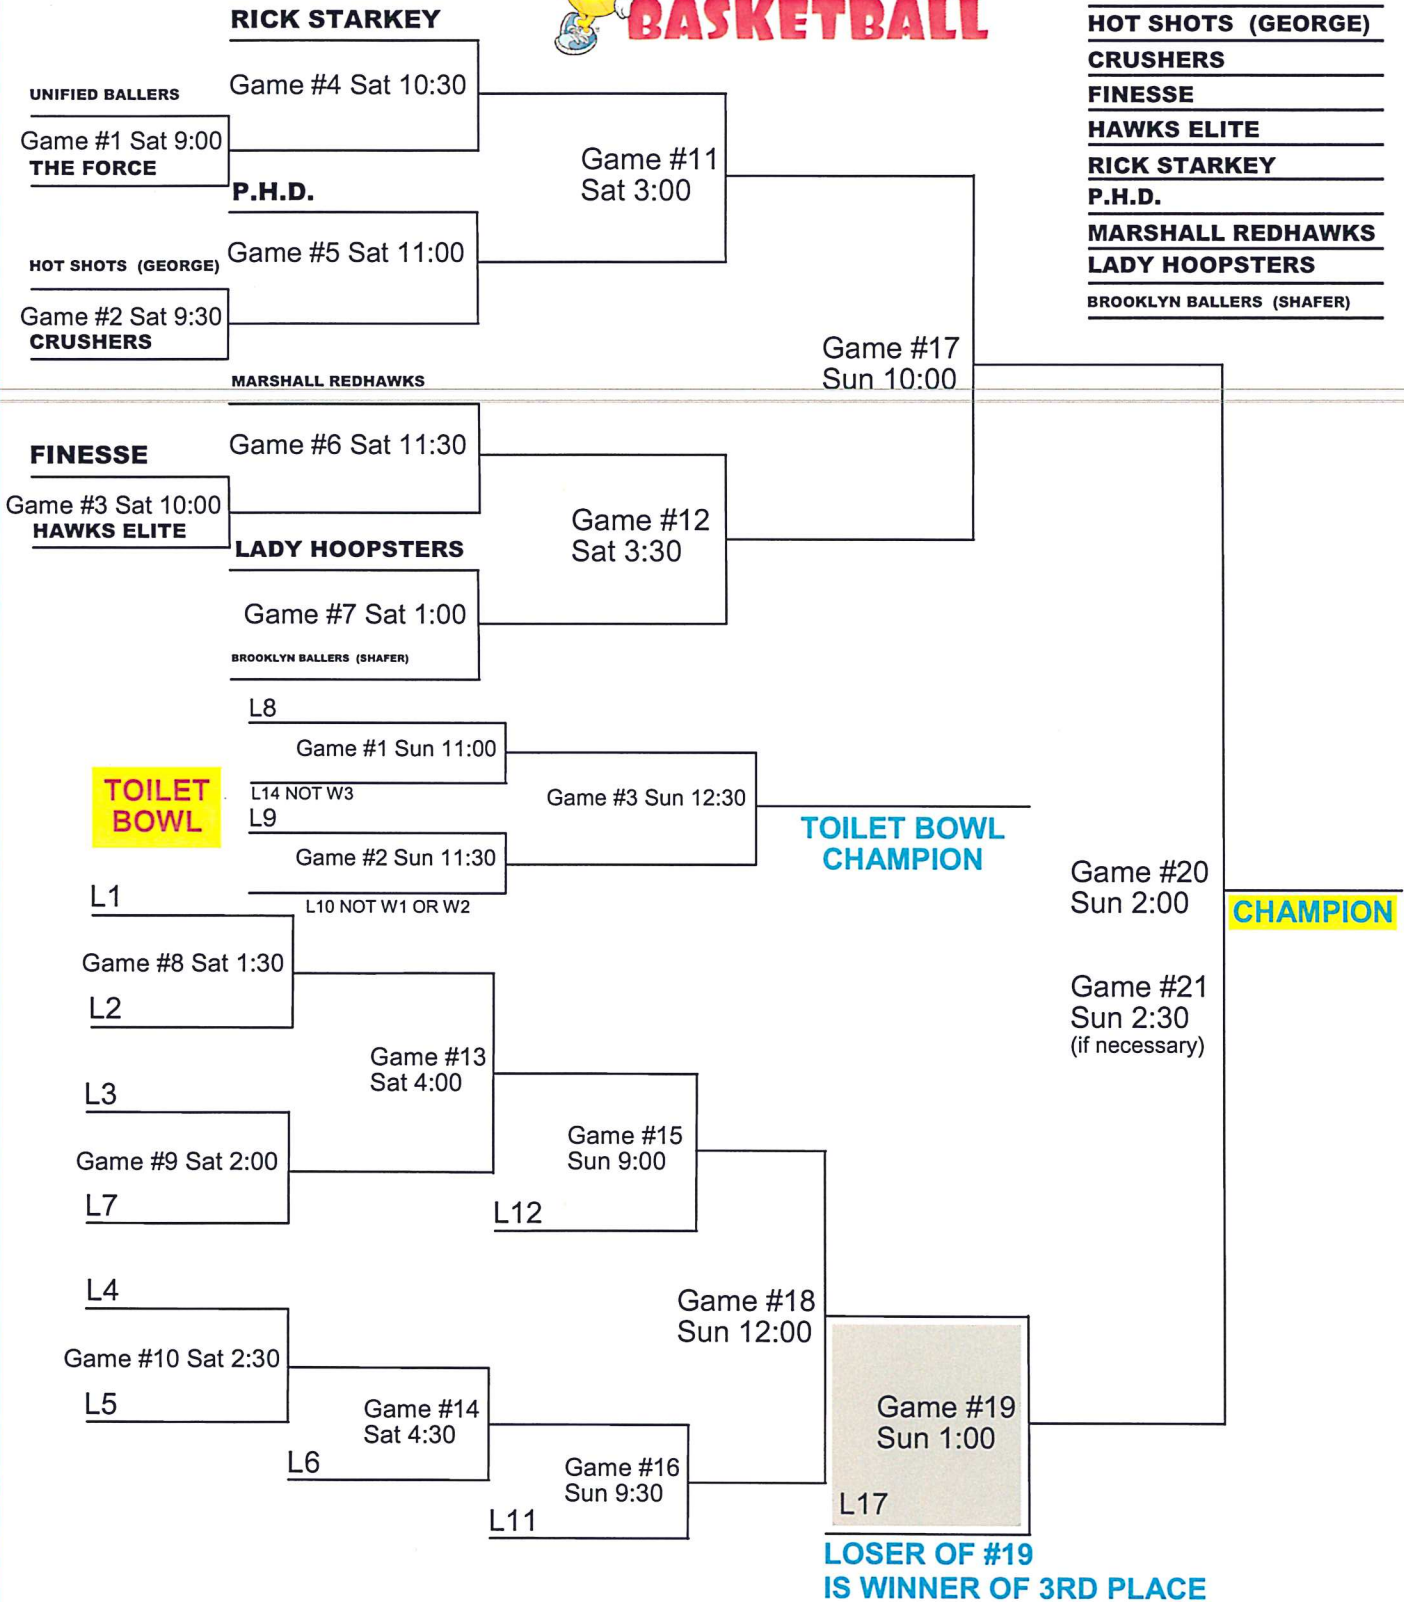 RICK STARKEY
BASKETBALL
HOT SHOTS (GEORGE)
CRUSHERS
FINESSE
HAWKS ELITE
RICK STARKEY
P.H.D.
MARSHALL REDHAWKS
LADY HOOPSTERS
BROOKLYN BALLERS (SHAFER)
Game #4 Sat 10:30
UNIFIED BALLERS
Game #1 Sat 9:00
THE FORCE
Game #11
Sat 3:00
P.H.D.
Game #5 Sat 11:00
HOT SHOTS (GEORGE)
Game #2 Sat 9:30
CRUSHERS
Game #17
Sun 10:00
MARSHALL REDHAWKS
Game #6 Sat 11:30
FINESSE
Game #3 Sat 10:00
HAWKS ELITE
Game #12
Sat 3:30
LADY HOOPSTERS
Game #7 Sat 1:00
BROOKLYN BALLERS (SHAFER)
L8
Game #1 Sun 11:00
TOILET
BOWL
L14 NOT W3
L9
Game #3 Sun 12:30
TOILET BOWL
CHAMPION
Game #2 Sun 11:30
L10 NOT W1 OR W2
Game #20
Sun 2:00
CHAMPION
L1
Game #8 Sat 1:30
L2
Game #21
Sun 2:30
(if necessary)
Game #13
Sat 4:00
L3
Game #9 Sat 2:00
L7
Game #15
Sun 9:00
L12
L4
Game #10 Sat 2:30
L5
Game #18
Sun 12:00
Game #14
Sat 4:30
L6
Game #19
Sun 1:00
Game #16
Sun 9:30
L11
L17
LOSER OF #19
IS WINNER OF 3RD PLACE